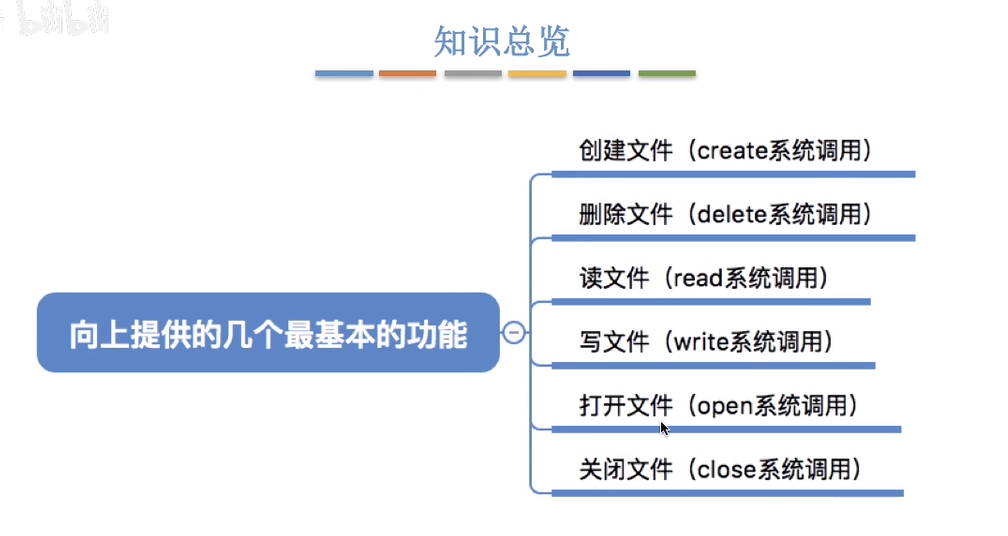 bilibili
知识总览
创建文件（create系统调用）
删除文件（delete系统调用）
读文件（read系统调用）
向上提供的几个最基本的功能
写文件（write系统调用）
打开文件（open系统调用）
关闭文件（close系统调用）